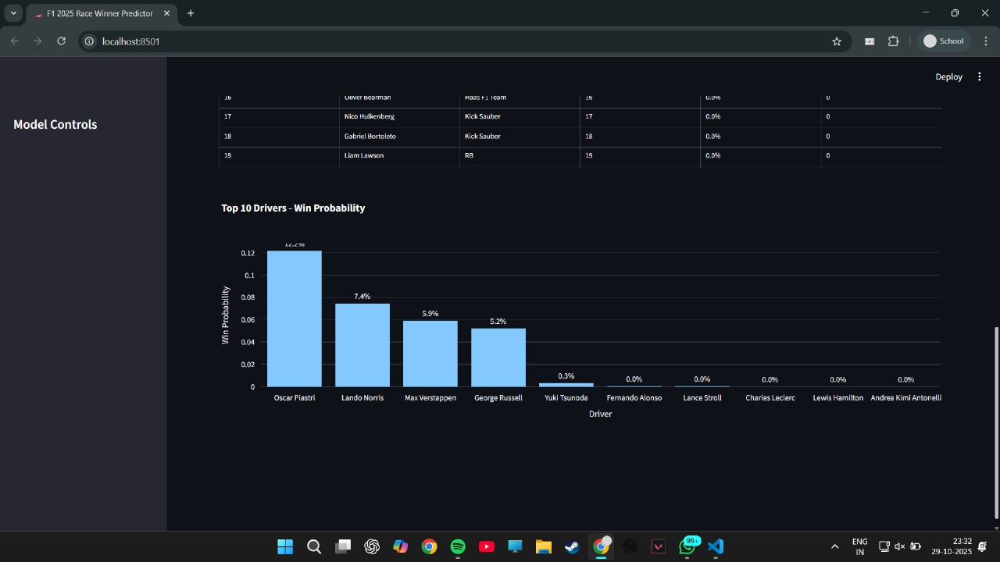 F1 2025 Race Winner Predictor
localhost:8501
School
Deploy
Model Controls
16 Oliver Bearman Haas F1 Team 16 0.0% 0
17 Nico Hulkenberg Kick Sauber 17 0.0% 0
18 Gabriel Bortoleto Kick Sauber 18 0.0% 0
19 Liam Lawson RB 19 0.0% 0
Top 10 Drivers - Win Probability
12.2%
0.12
0.1
0.08
0.06
0.04
0.02
0
Win Probability
7.4%
5.9%
5.2%
0.3%
0.0%
0.0%
0.0%
0.0%
0.0%
Oscar Piastri Lando Norris Max Verstappen George Russell Yuki Tsunoda Fernando Alonso Lance Stroll Charles Leclerc Lewis Hamilton Andrea Kimi Antonelli
Driver
99+
ENG
IN
23:32
29-10-2025